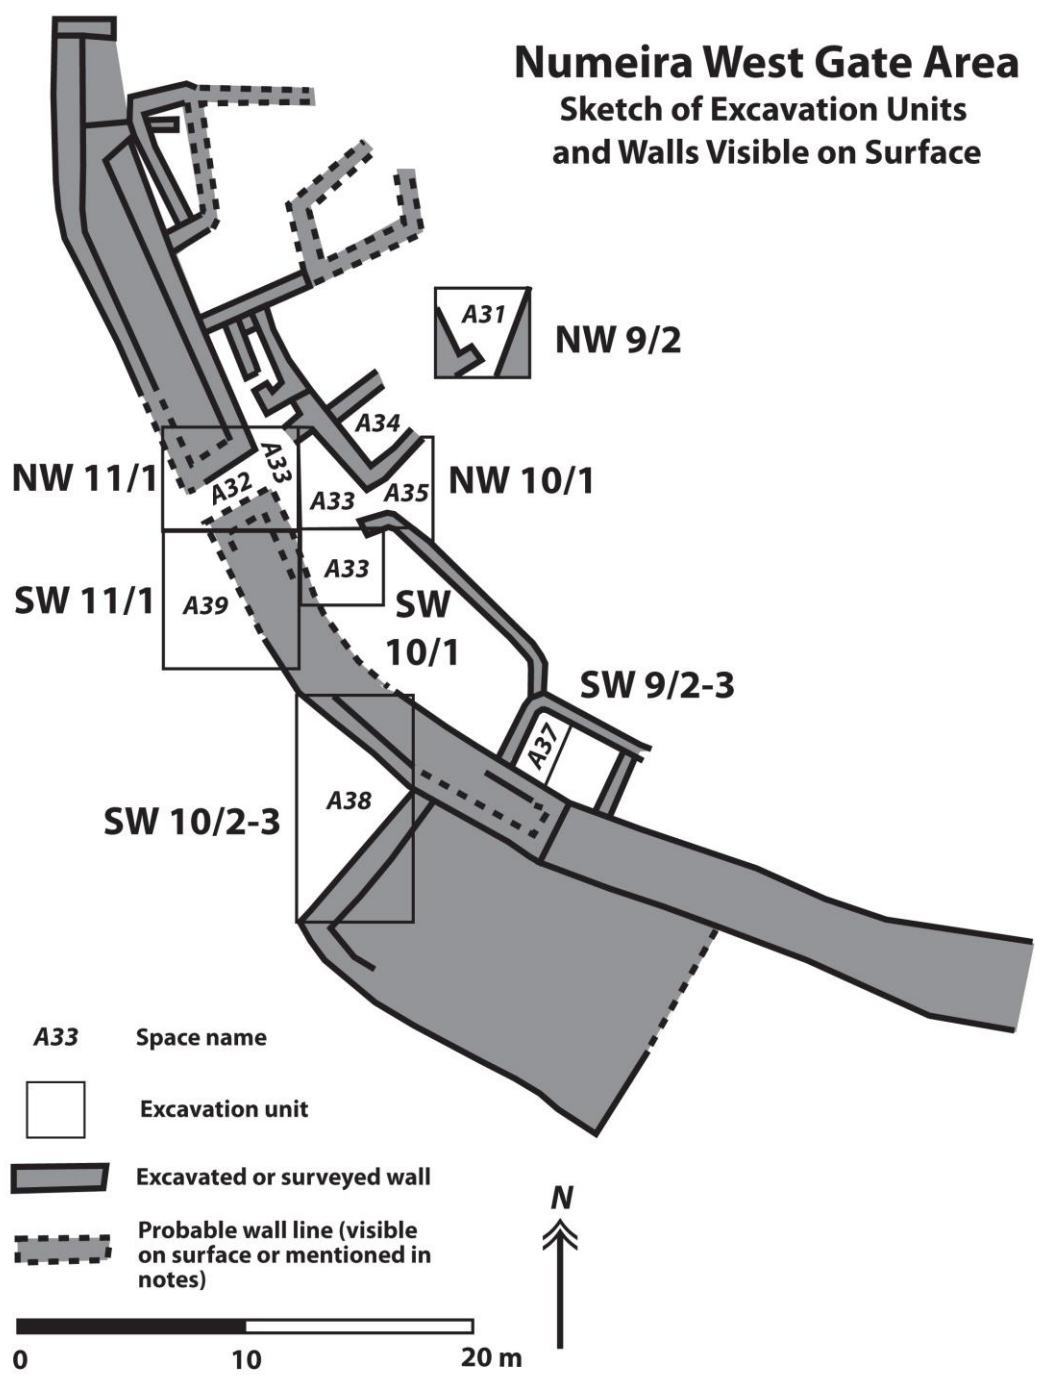 Numeira West Gate Area
Sketch of Excavation Units
and Walls Visible on Surface
A31
NW 9/2
A34
NW 11/1
A33
A32
A33
A35
NW 10/1
A33
SW 11/1
A39
SW
10/1
SW 9/2-3
A37
A38
SW 10/2-3
A33
Space name
Excavation unit
Excavated or surveyed wall
Probable wall line (visible
on surface or mentioned in
notes)
N
0
10
20 m